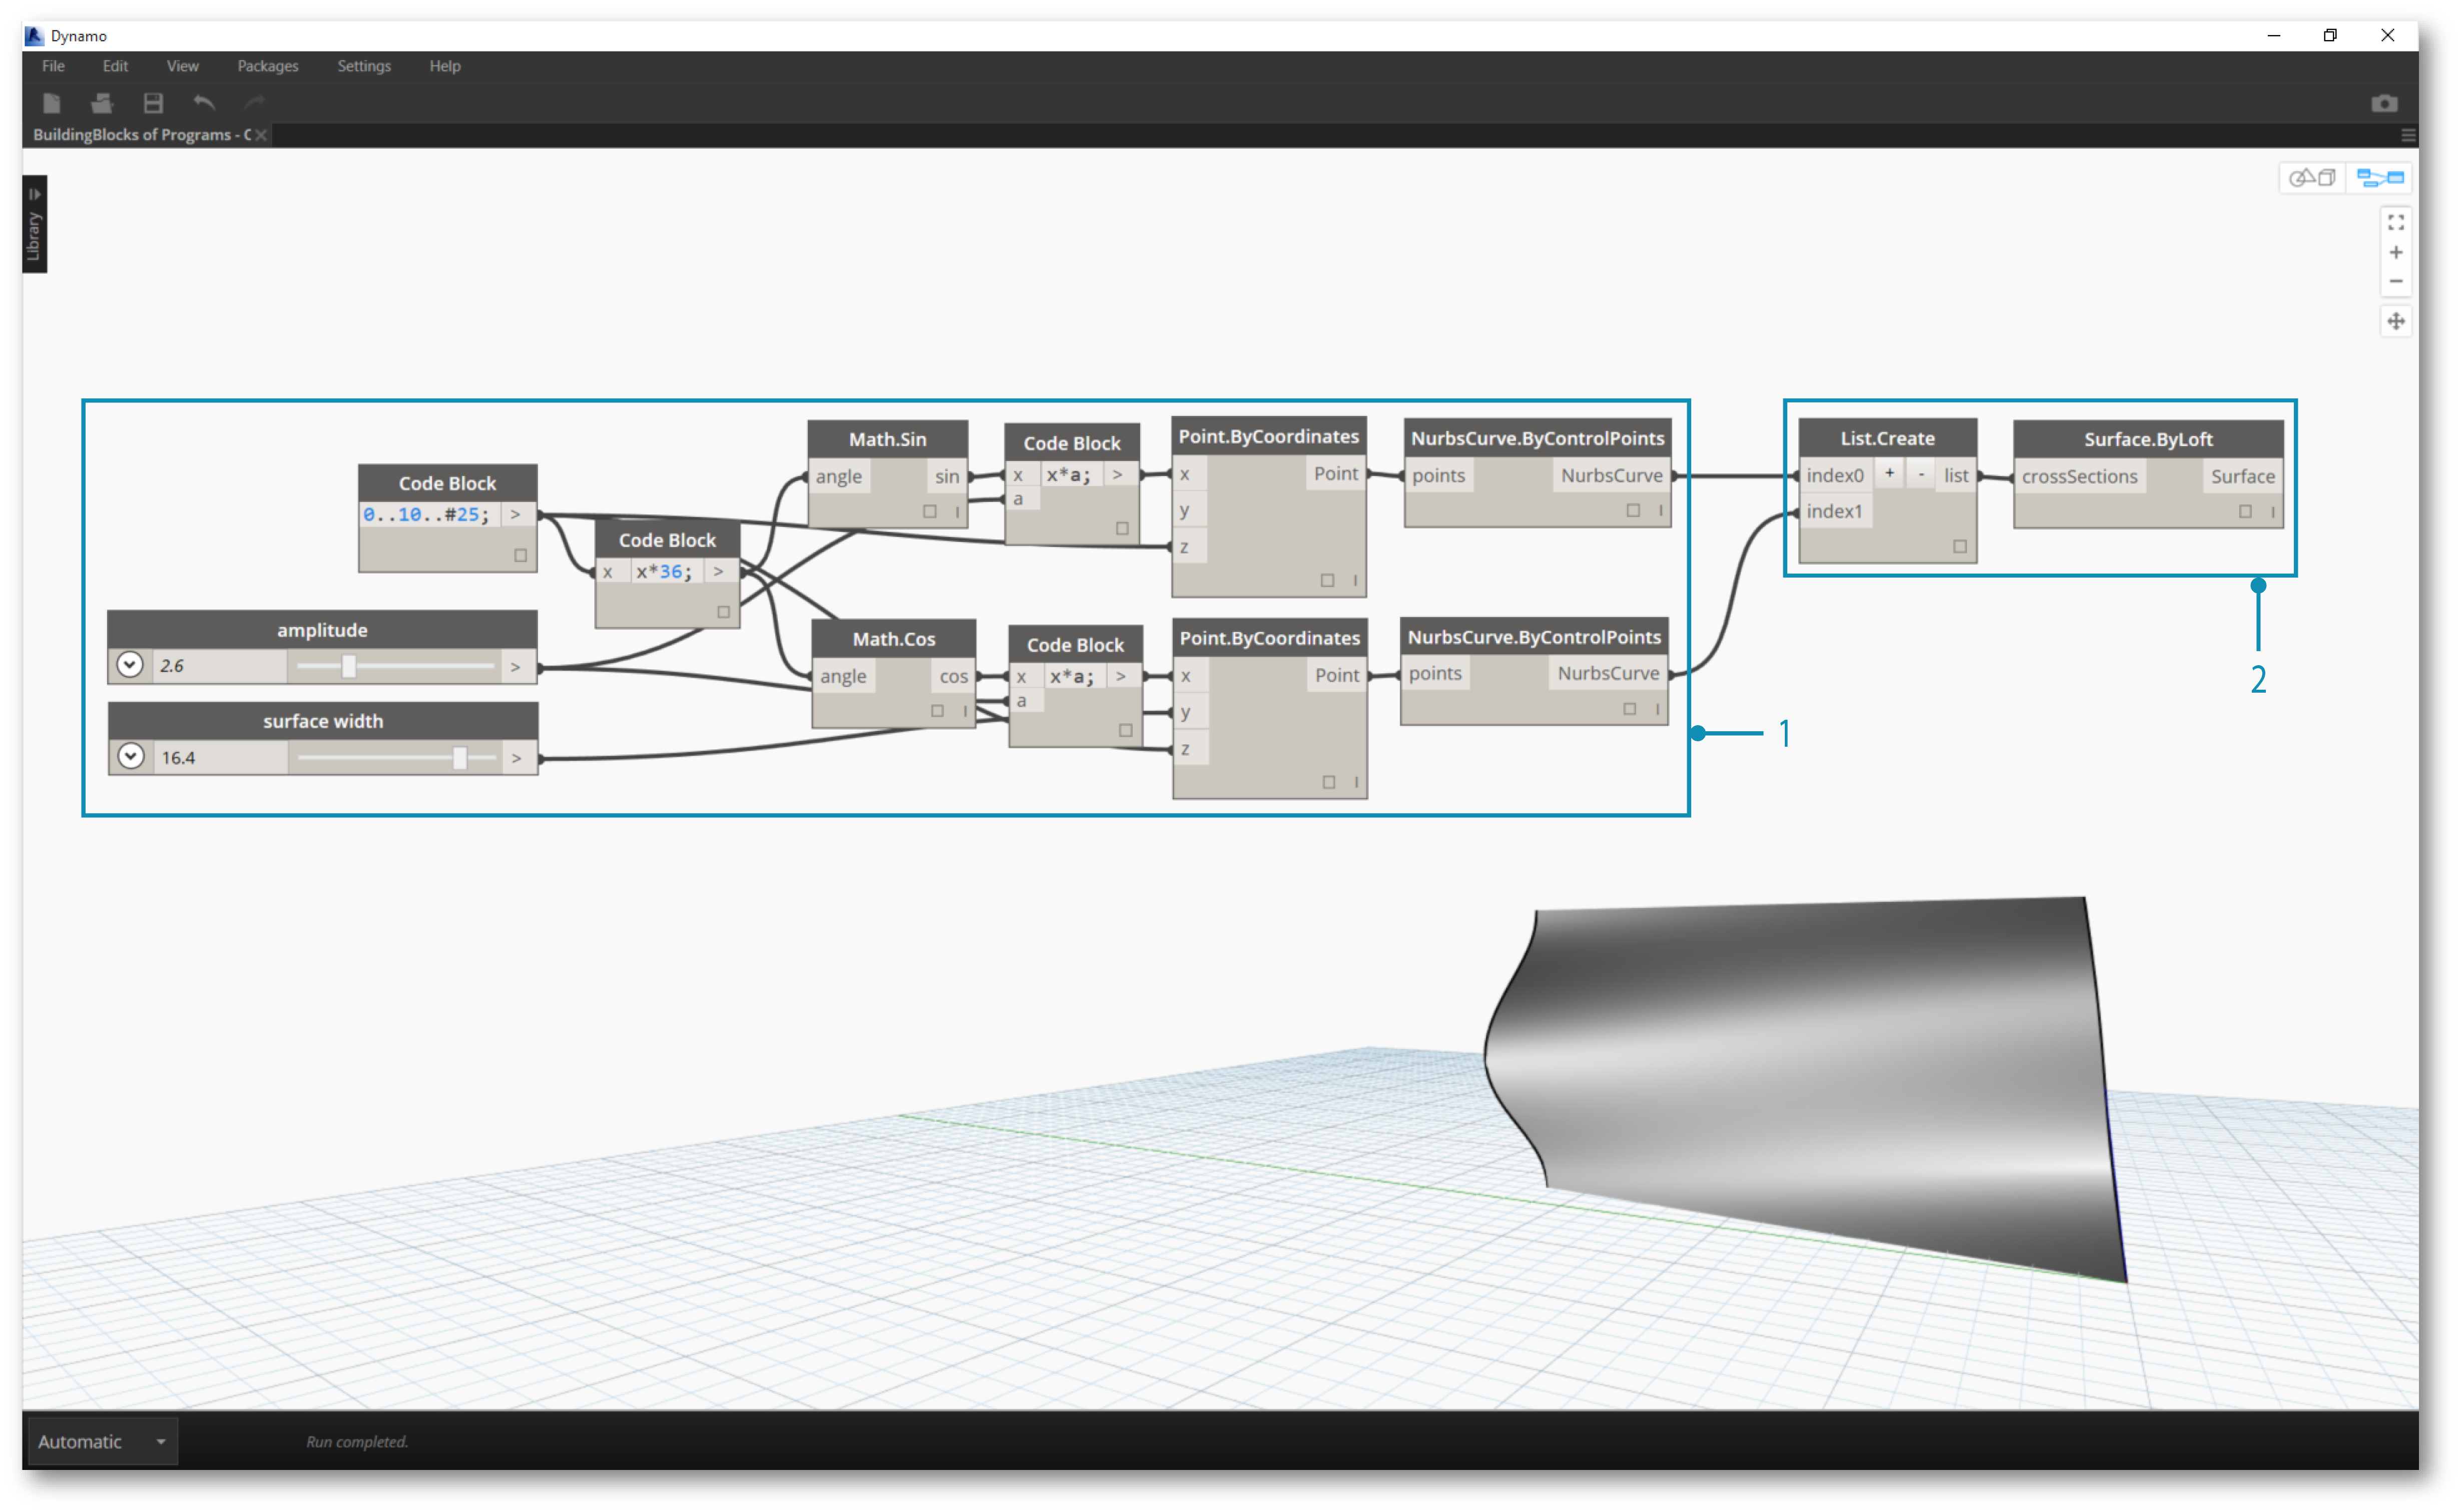 Dynamo
File Edit View Packages Settings Help
BuildingBlocks of Programs - C
Library
Code Block
0..10..#25; >
Code Block
x x*36; >
amplitude
2.6 >
surface width
16.4 >
Math.Sin
angle sin
Code Block
x x*a; >
a
Point.ByCoordinates
x Point
y
z
NurbsCurve.ByControlPoints
points NurbsCurve
Math.Cos
angle cos
Code Block
x x*a; >
a
Point.ByCoordinates
x Point
y
z
NurbsCurve.ByControlPoints
points NurbsCurve
List.Create
index0 + - list
index1
Surface.ByLoft
crossSections Surface
1
2
Automatic
Run completed.